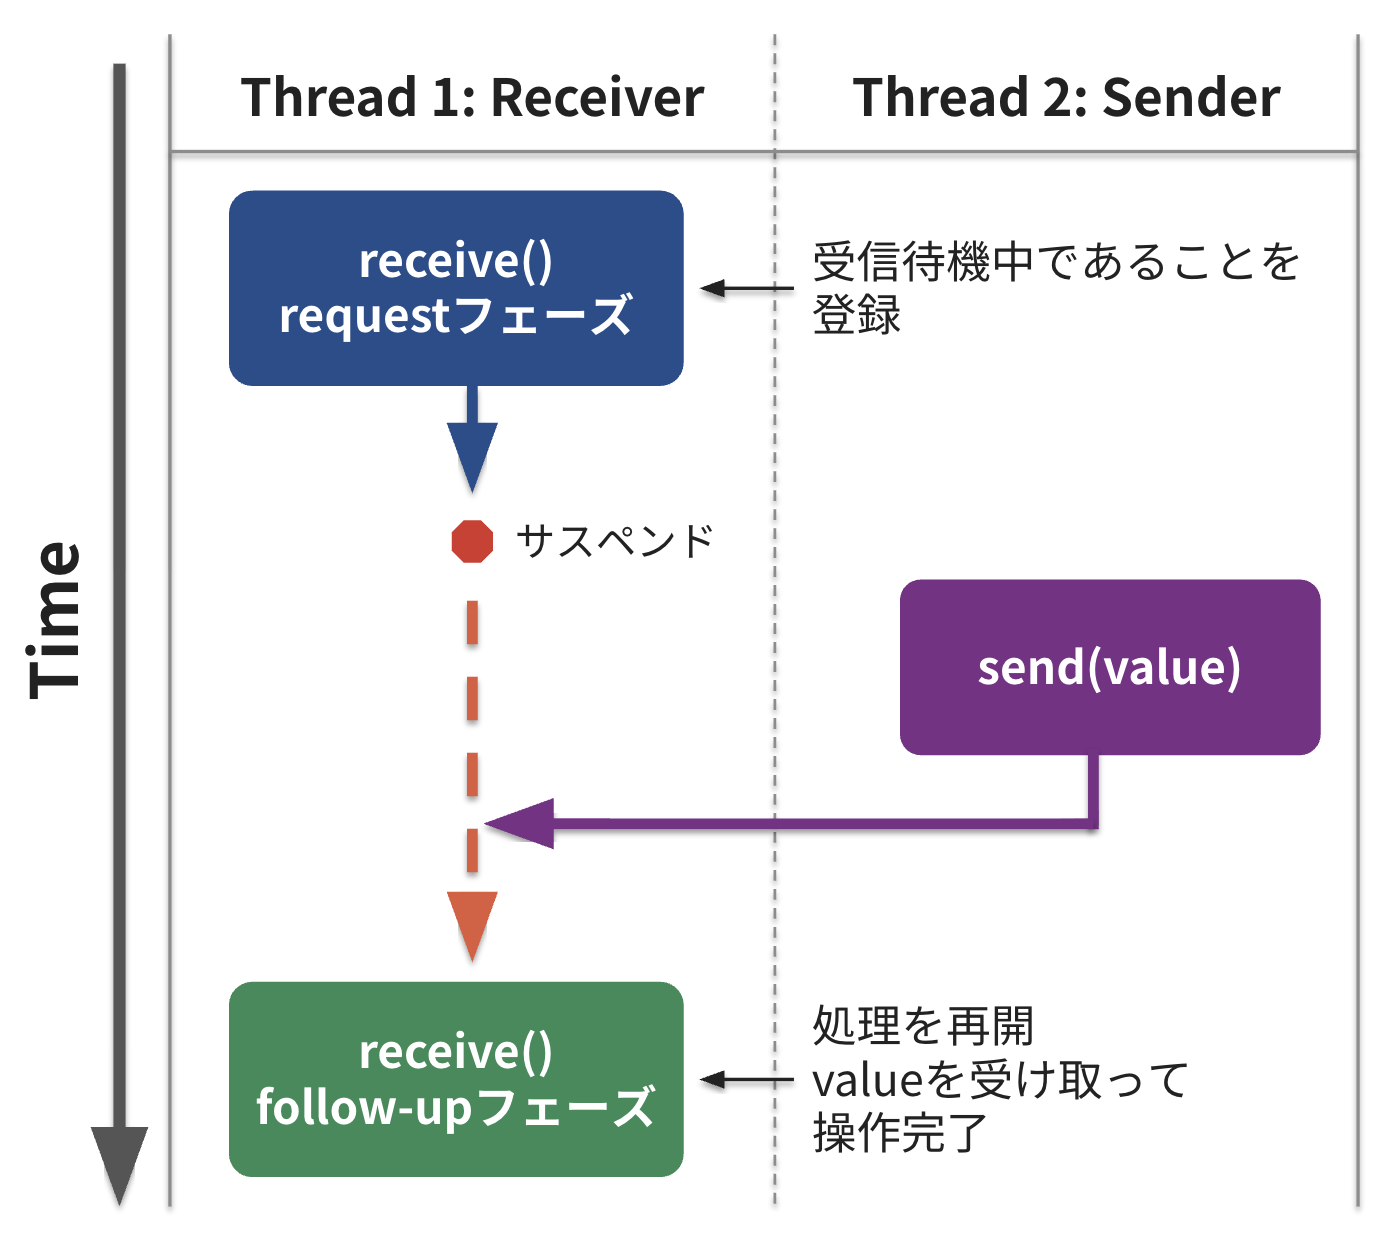 Thread 1: Receiver
Thread 2: Sender
Time
receive()
requestフェーズ
受信待機中であることを
登録
サスペンド
send(value)
receive()
follow-upフェーズ
処理を再開
valueを受け取って
操作完了